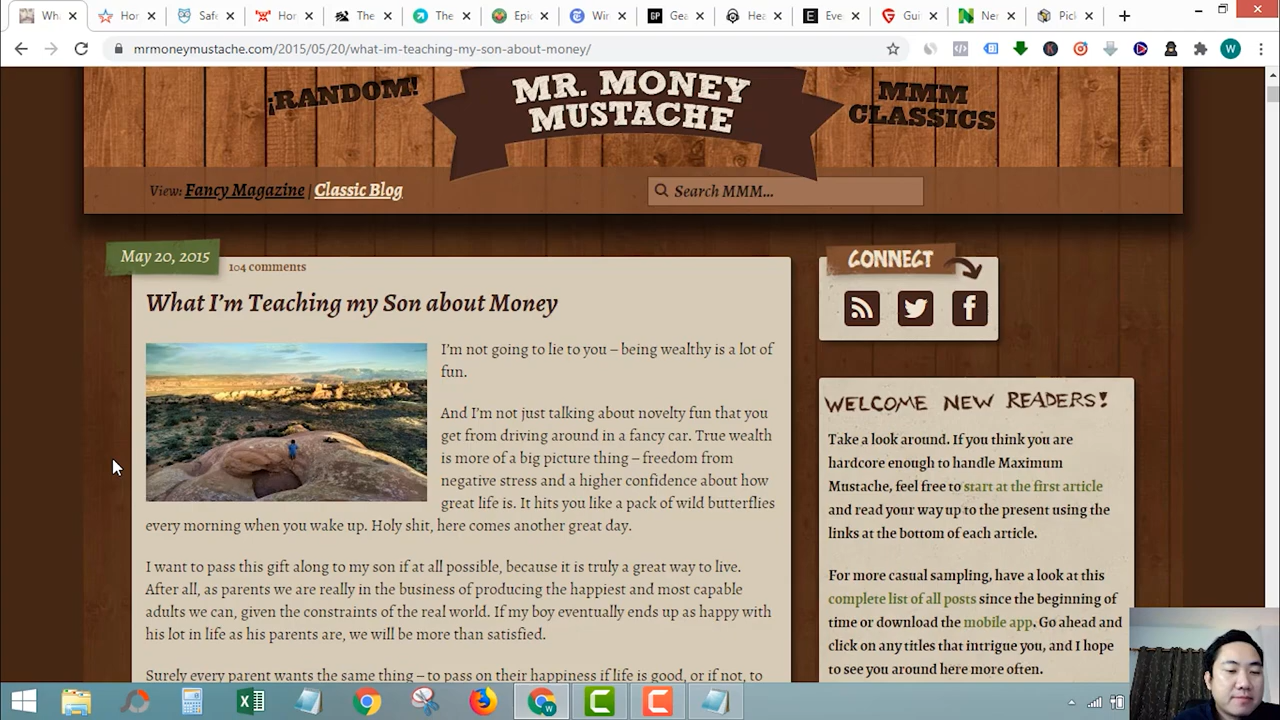 Wha
Hor
Safe
Hor
The
The
Epic
Wir
Gea
Hea
Eve
Gui
Ner
Pick
mrmoneymustache.com/2015/05/20/what-im-teaching-my-son-about-money/
W
¡RANDOM!
MR. MONEY
MUSTACHE
MMM
CLASSICS
View: Fancy Magazine | Classic Blog
Search MMM...
May 20, 2015
104 comments
What I'm Teaching my Son about Money
I'm not going to lie to you – being wealthy is a lot of
fun.
And I'm not just talking about novelty fun that you
get from driving around in a fancy car. True wealth
is more of a big picture thing – freedom from
negative stress and a higher confidence about how
great life is. It hits you like a pack of wild butterflies
every morning when you wake up. Holy shit, here comes another great day.
I want to pass this gift along to my son if at all possible, because it is truly a great way to live.
After all, as parents we are really in the business of producing the happiest and most capable
adults we can, given the constraints of the real world. If my boy eventually ends up as happy with
his lot in life as his parents are, we will be more than satisfied.
Surely every parent wants the same thing – to pass on their happiness if life is good, or if not, to
CONNECT
WELCOME NEW READERS!
Take a look around. If you think you are
hardcore enough to handle Maximum
Mustache, feel free to start at the first article
and read your way up to the present using the
links at the bottom of each article.
For more casual sampling, have a look at this
complete list of all posts since the beginning of
time or download the mobile app. Go ahead and
click on any titles that intrigue you, and I hope
to see you around here more often.